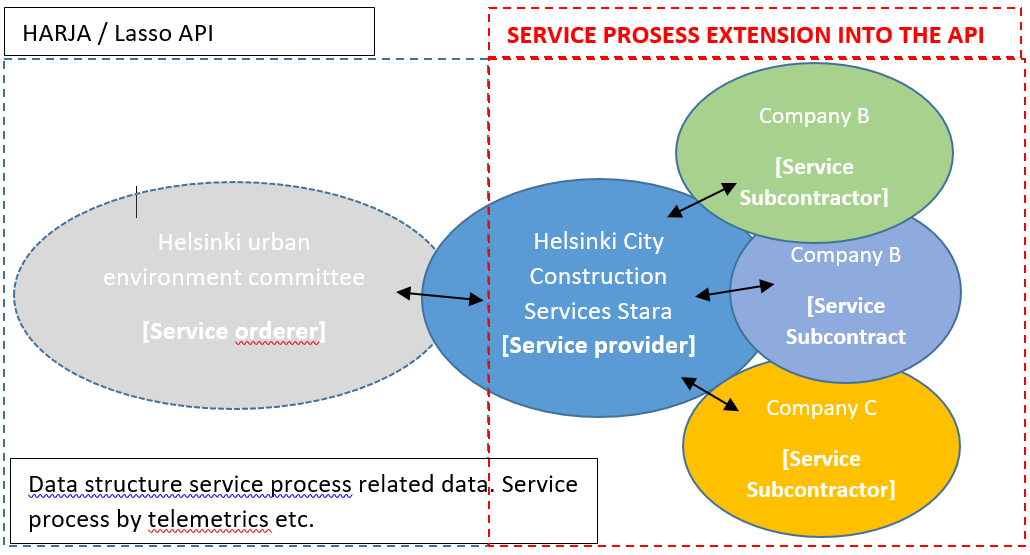 HARJA / Lasso API
SERVICE PROSESS EXTENSION INTO THE API
Company B
[Service
Subcontractor]
Helsinki urban
environment committee
[Service orderer]
Helsinki City
Construction
Services Stara
[Service provider]
Company B
[Service
Subcontract
Company C
[Service
Subcontractor]
Data structure service process related data. Service
process by telemetrics etc.